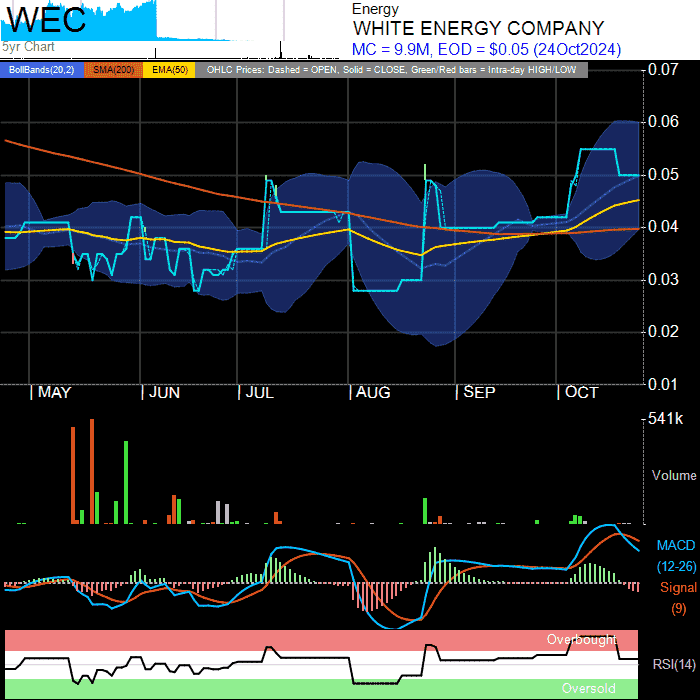 WEC
5yr Chart
Energy
WHITE ENERGY COMPANY
MC = 9.9M, EOD = $0.05 (24Oct2024)
BollBands(20,2) SMA(200) EMA(50) OHLC Prices: Dashed = OPEN, Solid = CLOSE, Green/Red bars = Intra-day HIGH/LOW
0.07
0.06
0.05
0.04
0.03
0.02
0.01
MAY JUN JUL AUG SEP OCT
541k
Volume
MACD
(12-26)
Signal
(9)
Overbought
RSI(14)
Oversold